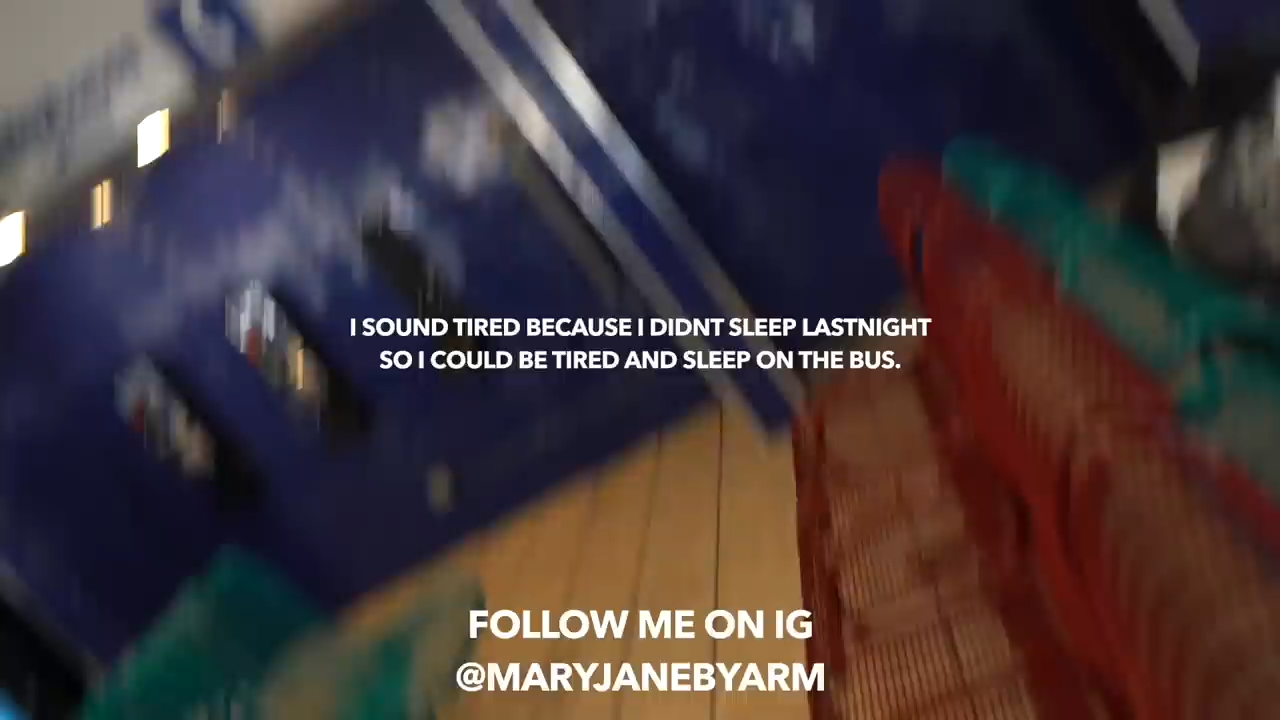 I SOUND TIRED BECAUSE I DIDNT SLEEP LASTNIGHT
SO I COULD BE TIRED AND SLEEP ON THE BUS.
FOLLOW ME ON IG
@MARYJANEBYARM